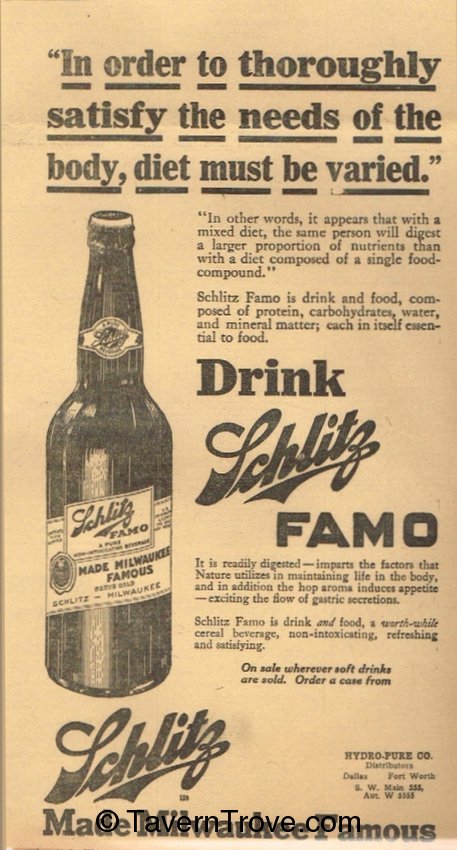 "In order to thoroughly
satisfy the needs of the
body, diet must be varied."
"In other words, it appears that with a
mixed diet, the same person will digest
a larger proportion of nutrients than
with a diet composed of a single food-
compound."
Schlitz Famo is drink and food, com-
posed of protein, carbohydrates, water,
and mineral matter; each in itself essen-
tial to food.
Drink
Schlitz
FAMO
It is readily digested—imparts the factors that
Nature utilizes in maintaining life in the body,
and in addition the hop aroma induces appetite
—exciting the flow of gastric secretions.
Schlitz Famo is drink and food, a worth-while
cereal beverage, non-intoxicating, refreshing
and satisfying.
On sale wherever soft drinks
are sold. Order a case from
Schlitz
Schlitz
FAMO
A PURE
NON-INTOXICATING BEVERAGE
MADE MILWAUKEE
FAMOUS
SERVE COLD
SCHLITZ – MILWAUKEE
Schlitz
HYDRO-PURE CO.
Distributors
Dallas Fort Worth
S. W. Main 555,
Aut. W 5555
© TavernTrove.com
Made Milwaukee Famous